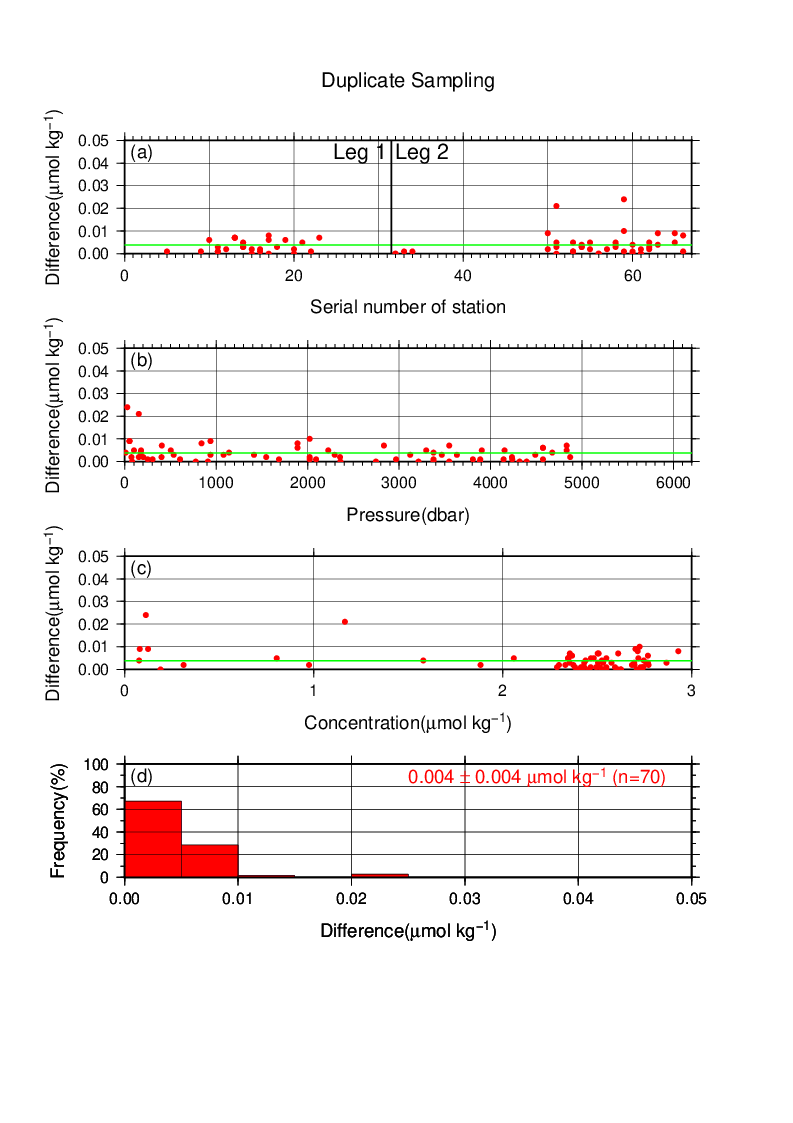 Duplicate Sampling
Difference(μmol kg⁻¹)
0.05
0.04
0.03
0.02
0.01
0.00
(a)
Leg 1 Leg 2
0 20 40 60
Serial number of station
Difference(μmol kg⁻¹)
0.05
0.04
0.03
0.02
0.01
0.00
(b)
0 1000 2000 3000 4000 5000 6000
Pressure(dbar)
Difference(μmol kg⁻¹)
0.05
0.04
0.03
0.02
0.01
0.00
(c)
0 1 2 3
Concentration(μmol kg⁻¹)
Frequency(%)
100
80
60
40
20
0
(d)
0.004 ± 0.004 μmol kg⁻¹ (n=70)
0.00 0.01 0.02 0.03 0.04 0.05
Difference(μmol kg⁻¹)